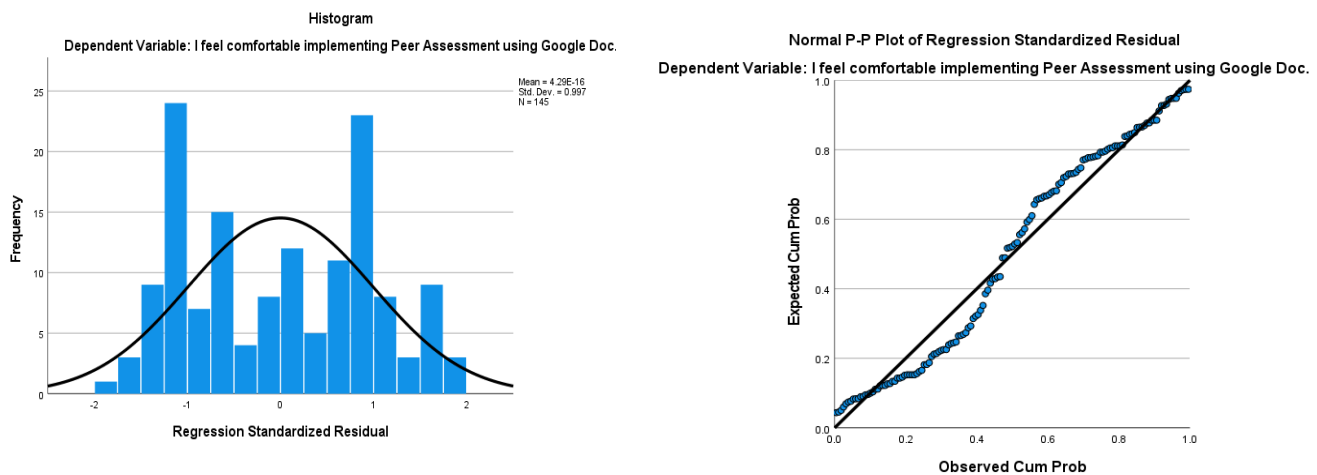 Histogram
Dependent Variable: I feel comfortable implementing Peer Assessment using Google Doc.
Mean = 4.29E-16
Std. Dev. = 0.997
N = 145
25
20
15
10
5
0
Frequency
-2
-1
0
1
2
Regression Standardized Residual
Normal P-P Plot of Regression Standardized Residual
Dependent Variable: I feel comfortable implementing Peer Assessment using Google Doc.
1.0
0.8
0.6
0.4
0.2
0.0
Expected Cum Prob
0.0
0.2
0.4
0.6
0.8
1.0
Observed Cum Prob